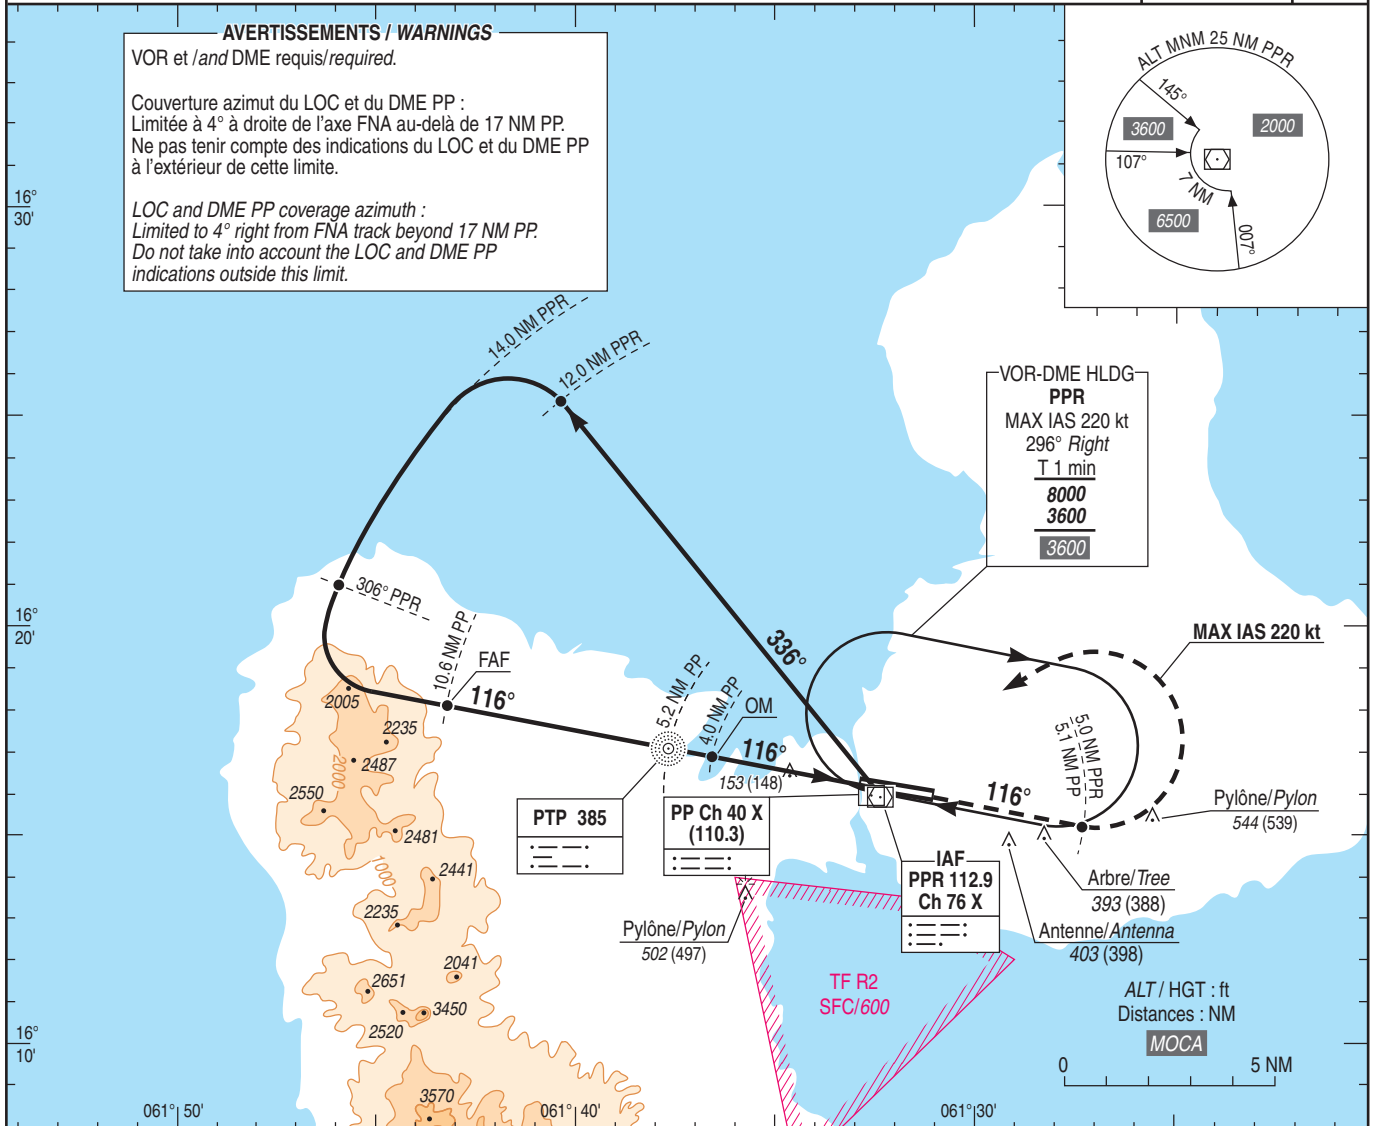 AVERTISSEMENTS / WARNINGS
VOR et /and DME requis/required.
Couverture azimut du LOC et du DME PP :
Limitée à 4° à droite de l'axe FNA au-delà de 17 NM PP.
Ne pas tenir compte des indications du LOC et du DME PP
à l'extérieur de cette limite.
LOC and DME PP coverage azimuth :
Limited to 4° right from FNA track beyond 17 NM PP.
Do not take into account the LOC and DME PP
indications outside this limit.
ALT MNM 25 NM PPR
145°
3600
2000
107°
7 NM
6500
007°
16°
30'
14.0 NM PPR
12.0 NM PPR
VOR-DME HLDG
PPR
MAX IAS 220 kt
296° Right
T 1 min
8000
3600
3600
306° PPR
16°
20'
10.6 NM PP
FAF
116°
336°
MAX IAS 220 kt
5.2 NM PP
4.0 NM PP
OM
116°
153 (148)
2005
2235
2487
2000
2550
2481
1000
2441
2235
2041
2651
2520
3450
3570
PTP 385
PP Ch 40 X
(110.3)
116°
5.0 NM PPR
5.1 NM PP
Pylône/Pylon
544 (539)
IAF
PPR 112.9
Ch 76 X
Arbre/Tree
393 (388)
Antenne/Antenna
403 (398)
Pylône/Pylon
502 (497)
TF R2
SFC/600
ALT / HGT : ft
Distances : NM
MOCA
0 5 NM
16°
10'
061° 50'
061° 40'
061° 30'